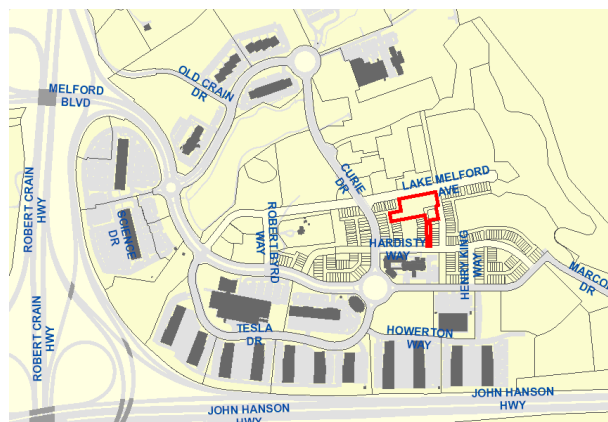 OLD CRAIN
DR
MELFORD
BLVD
CURIE
DR
LAKE MELFORD
AVE
ROBERT CRAIN
HWY
SCIENCE
DR
ROBERT BYRD
WAY
HARDISTY
WAY
HENRY KING
WAY
MARCO
DR
TESLA
DR
HOWERTON
WAY
ROBERT CRAIN
HWY
JOHN HANSON
HWY
JOHN HANSON
HWY